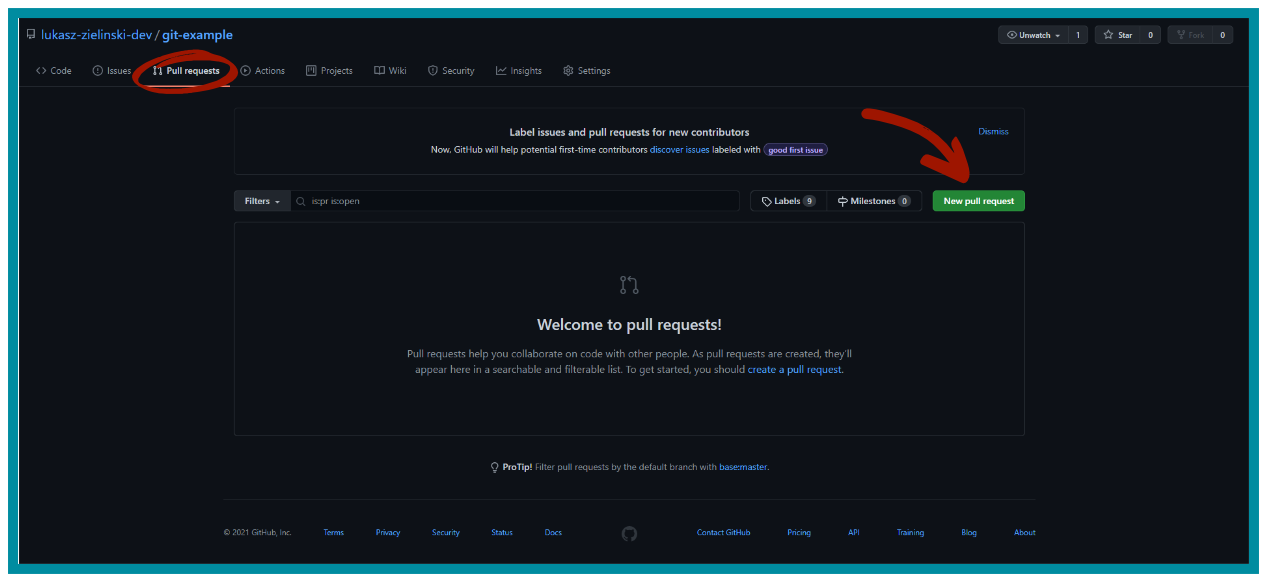 lukasz-zielinski-dev / git-example
Unwatch 1 Star 0 Fork 0
Code Issues Pull requests Actions Projects Wiki Security Insights Settings
Label issues and pull requests for new contributors
Dismiss
Now, GitHub will help potential first-time contributors discover issues labeled with good first issue
Filters is:pr is:open Labels 9 Milestones 0 New pull request
Welcome to pull requests!
Pull requests help you collaborate on code with other people. As pull requests are created, they'll
appear here in a searchable and filterable list. To get started, you should create a pull request.
ProTip! Filter pull requests by the default branch with base:master.
© 2021 GitHub, Inc. Terms Privacy Security Status Docs Contact GitHub Pricing API Training Blog About